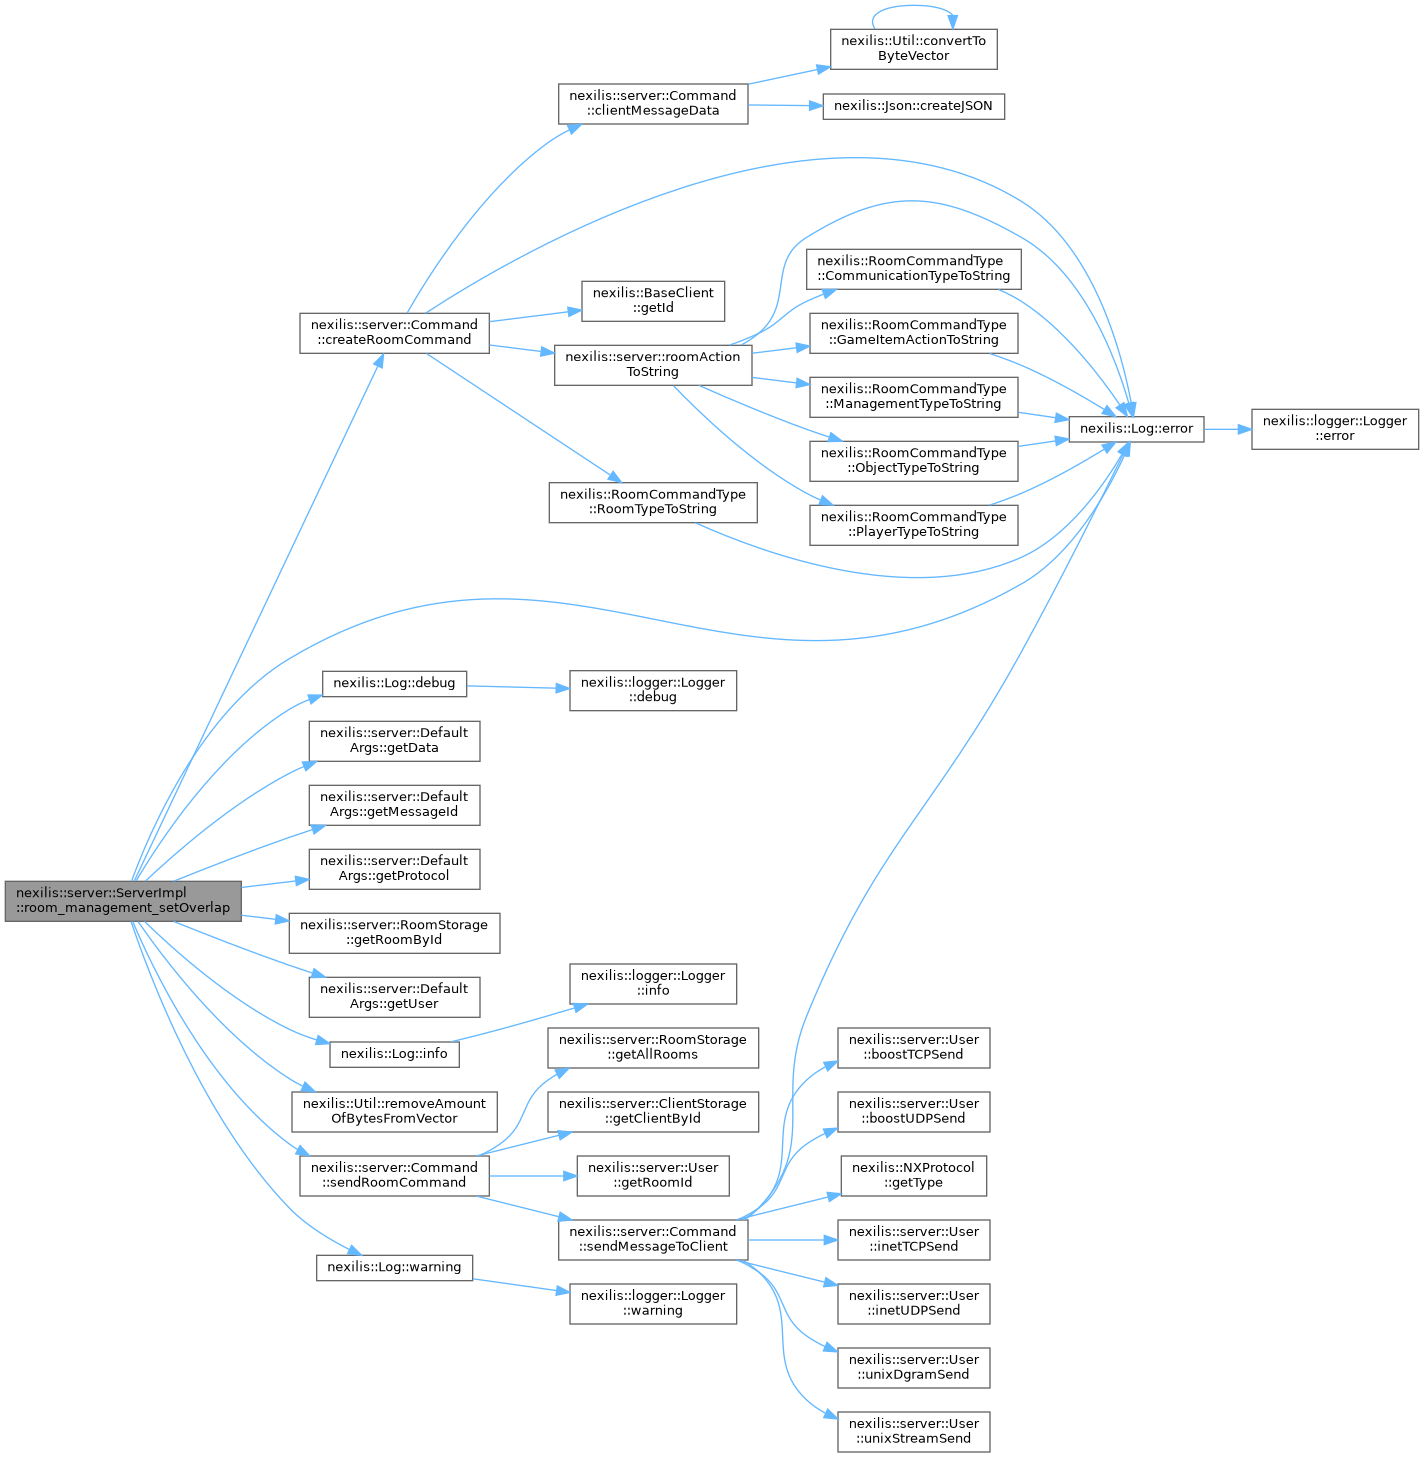 nexilis::Util::convertTo
ByteVector
nexilis::server::Command
::clientMessageData
nexilis::Json::createJSON
nexilis::RoomCommandType
::CommunicationTypeToString
nexilis::BaseClient
::getId
nexilis::server::Command
::createRoomCommand
nexilis::RoomCommandType
::GameItemActionToString
nexilis::server::roomAction
ToString
nexilis::RoomCommandType
::ManagementTypeToString
nexilis::Log::error
nexilis::logger::Logger
::error
nexilis::RoomCommandType
::ObjectTypeToString
nexilis::RoomCommandType
::RoomTypeToString
nexilis::RoomCommandType
::PlayerTypeToString
nexilis::Log::debug
nexilis::logger::Logger
::debug
nexilis::server::Default
Args::getData
nexilis::server::Default
Args::getMessageId
nexilis::server::Default
Args::getProtocol
nexilis::server::ServerImpl
::room_management_setOverlap
nexilis::server::RoomStorage
::getRoomById
nexilis::server::Default
Args::getUser
nexilis::logger::Logger
::info
nexilis::Log::info
nexilis::server::RoomStorage
::getAllRooms
nexilis::server::User
::boostTCPSend
nexilis::Util::removeAmount
OfBytesFromVector
nexilis::server::ClientStorage
::getClientById
nexilis::server::User
::boostUDPSend
nexilis::server::Command
::sendRoomCommand
nexilis::server::User
::getRoomId
nexilis::NXProtocol
::getType
nexilis::server::Command
::sendMessageToClient
nexilis::server::User
::inetTCPSend
nexilis::Log::warning
nexilis::logger::Logger
::warning
nexilis::server::User
::inetUDPSend
nexilis::server::User
::unixDgramSend
nexilis::server::User
::unixStreamSend